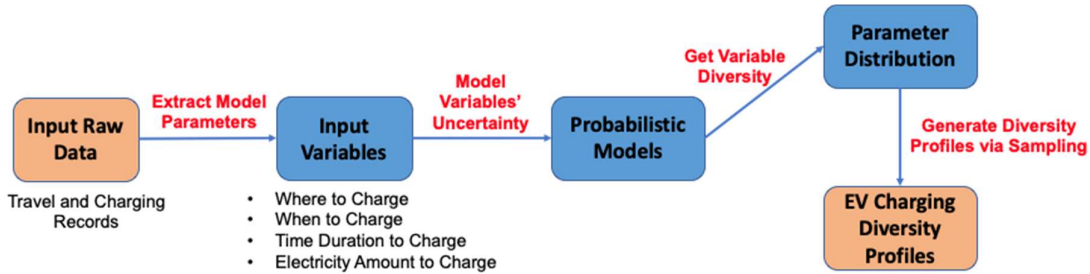 Input Raw
Data
Travel and Charging
Records
Extract Model
Parameters
Input
Variables
• Where to Charge
• When to Charge
• Time Duration to Charge
• Electricity Amount to Charge
Model
Variables'
Uncertainty
Probabilistic
Models
Get Variable
Diversity
Parameter
Distribution
Generate Diversity
Profiles via Sampling
EV Charging
Diversity
Profiles